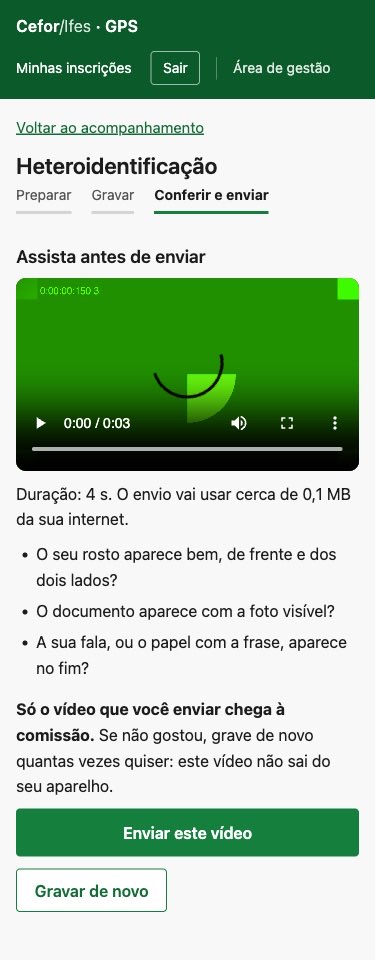 Cefor/Ifes · GPS
Minhas inscrições Sair Área de gestão
Voltar ao acompanhamento
Heteroidentificação
Preparar Gravar Conferir e enviar
Assista antes de enviar
0:00:00:150 3
0:00 / 0:03
Duração: 4 s. O envio vai usar cerca de 0,1 MB
da sua internet.
• O seu rosto aparece bem, de frente e dos
dois lados?
• O documento aparece com a foto visível?
• A sua fala, ou o papel com a frase, aparece
no fim?
Só o vídeo que você enviar chega à
comissão. Se não gostou, grave de novo
quantas vezes quiser: este vídeo não sai do
seu aparelho.
Enviar este vídeo
Gravar de novo